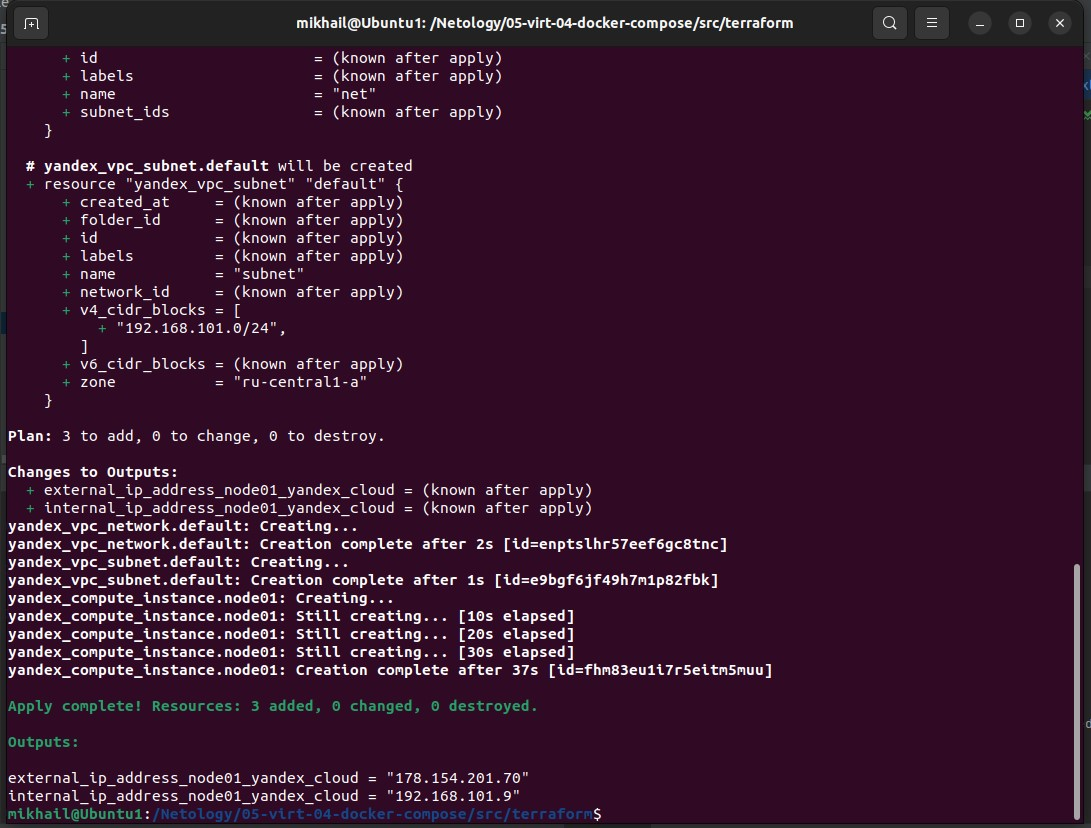 mikhail@Ubuntu1: /Netology/05-virt-04-docker-compose/src/terraform
+ id = (known after apply)
+ labels = (known after apply)
+ name = "net"
+ subnet_ids = (known after apply)
}
# yandex_vpc_subnet.default will be created
+ resource "yandex_vpc_subnet" "default" {
+ created_at = (known after apply)
+ folder_id = (known after apply)
+ id = (known after apply)
+ labels = (known after apply)
+ name = "subnet"
+ network_id = (known after apply)
+ v4_cidr_blocks = [
+ "192.168.101.0/24",
]
+ v6_cidr_blocks = (known after apply)
+ zone = "ru-central1-a"
}
Plan: 3 to add, 0 to change, 0 to destroy.
Changes to Outputs:
+ external_ip_address_node01_yandex_cloud = (known after apply)
+ internal_ip_address_node01_yandex_cloud = (known after apply)
yandex_vpc_network.default: Creating...
yandex_vpc_network.default: Creation complete after 2s [id=enptslhr57eef6gc8tnc]
yandex_vpc_subnet.default: Creating...
yandex_vpc_subnet.default: Creation complete after 1s [id=e9bgf6jf49h7m1p82fbk]
yandex_compute_instance.node01: Creating...
yandex_compute_instance.node01: Still creating... [10s elapsed]
yandex_compute_instance.node01: Still creating... [20s elapsed]
yandex_compute_instance.node01: Still creating... [30s elapsed]
yandex_compute_instance.node01: Creation complete after 37s [id=fhm83eu1i7r5eitm5muu]
Apply complete! Resources: 3 added, 0 changed, 0 destroyed.
Outputs:
external_ip_address_node01_yandex_cloud = "178.154.201.70"
internal_ip_address_node01_yandex_cloud = "192.168.101.9"
mikhail@Ubuntu1:/Netology/05-virt-04-docker-compose/src/terraform$